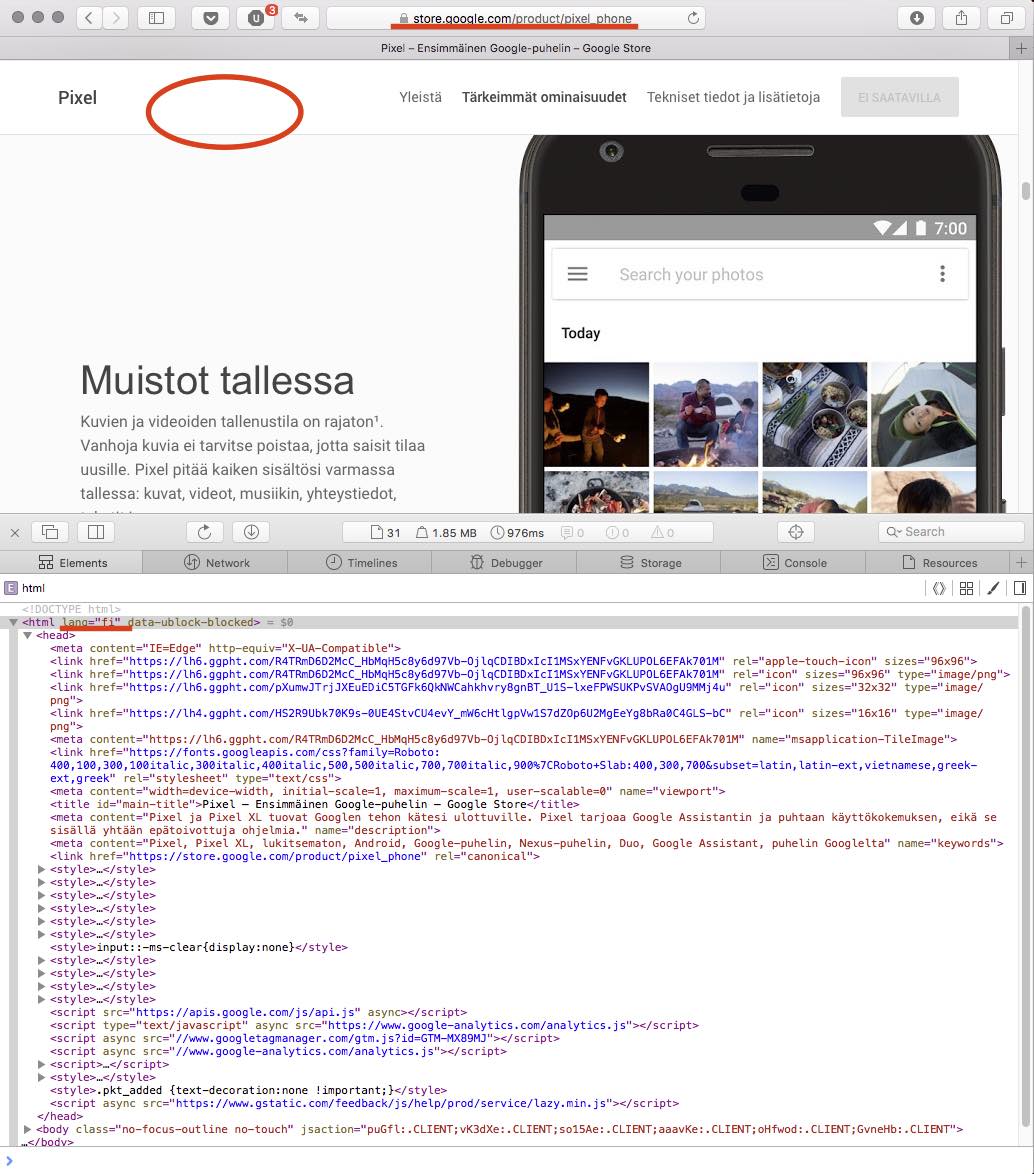 3
store.google.com/product/pixel_phone
Pixel – Ensimmäinen Google-puhelin – Google Store
Pixel
Yleistä
Tärkeimmät ominaisuudet
Tekniset tiedot ja lisätietoja
EI SAATAVILLA
7:00
Search your photos
Today
Muistot tallessa
Kuvien ja videoiden tallenustila on rajaton¹.
Vanhoja kuvia ei tarvitse poistaa, jotta saisit tilaa
uusille. Pixel pitää kaiken sisältösi varmassa
tallessa: kuvat, videot, musiikin, yhteystiedot,
31 1.85 MB 976ms 0 0 0
Search
Elements Network Timelines Debugger Storage Console Resources
E html
<!DOCTYPE html>
<html lang="fi" data-ublock-blocked> = $0
<head>
<meta content="IE=Edge" http-equiv="X-UA-Compatible">
<link href="https://lh6.ggpht.com/R4TRmD6D2McC_HbMqH5c8y6d97Vb-OjlqCDIBDxIcI1MSxYENFvGKLUPOL6EFAk701M" rel="apple-touch-icon" sizes="96x96">
<link href="https://lh6.ggpht.com/R4TRmD6D2McC_HbMqH5c8y6d97Vb-OjlqCDIBDxIcI1MSxYENFvGKLUPOL6EFAk701M" rel="icon" sizes="96x96" type="image/png">
<link href="https://lh6.ggpht.com/pXumwJTrjJXEuEDiC5TGFk6QkNWCahkhvry8gnBT_U1S-lxeFPWSUKPvSVAOgU9MMj4u" rel="icon" sizes="32x32" type="image/
png">
<link href="https://lh4.ggpht.com/HS2R9Ubk70K9s-0UE4StvCU4evY_mW6cHtlgpVw1S7dZOp6U2MgEeYg8bRa0C4GLS-bC" rel="icon" sizes="16x16" type="image/
png">
<meta content="https://lh6.ggpht.com/R4TRmD6D2McC_HbMqH5c8y6d97Vb-OjlqCDIBDxIcI1MSxYENFvGKLUPOL6EFAk701M" name="msapplication-TileImage">
<link href="https://fonts.googleapis.com/css?family=Roboto:
400,100,300,100italic,300italic,400italic,500,500italic,700,700italic,900%7CRoboto+Slab:400,300,700&subset=latin,latin-ext,vietnamese,greek-
ext,greek" rel="stylesheet" type="text/css">
<meta content="width=device-width, initial-scale=1, maximum-scale=1, user-scalable=0" name="viewport">
<title id="main-title">Pixel – Ensimmäinen Google-puhelin – Google Store</title>
<meta content="Pixel ja Pixel XL tuovat Googlen tehon kätesi ulottuville. Pixel tarjoaa Google Assistantin ja puhtaan käyttökokemuksen, eikä se
sisällä yhtään epätoivottuja ohjelmia." name="description">
<meta content="Pixel, Pixel XL, lukitsematon, Android, Google-puhelin, Nexus-puhelin, Duo, Google Assistant, puhelin Googlelta" name="keywords">
<link href="https://store.google.com/product/pixel_phone" rel="canonical">
<style>…</style>
<style>…</style>
<style>…</style>
<style>…</style>
<style>…</style>
<style>…</style>
<style>input::-ms-clear{display:none}</style>
<style>…</style>
<style>…</style>
<style>…</style>
<style>…</style>
<script src="https://apis.google.com/js/api.js" async></script>
<script type="text/javascript" async src="https://www.google-analytics.com/analytics.js"></script>
<script async src="//www.googletagmanager.com/gtm.js?id=GTM-MX89MJ"></script>
<script async src="//www.google-analytics.com/analytics.js"></script>
<script>…</script>
<style>…</style>
<style>.pkt_added {text-decoration:none !important;}</style>
<script async src="https://www.gstatic.com/feedback/js/help/prod/service/lazy.min.js"></script>
</head>
<body class="no-focus-outline no-touch" jsaction="puGfl:.CLIENT;vK3dXe:.CLIENT;so15Ae:.CLIENT;aaavKe:.CLIENT;oHfwod:.CLIENT;GvneHb:.CLIENT">
…</body>